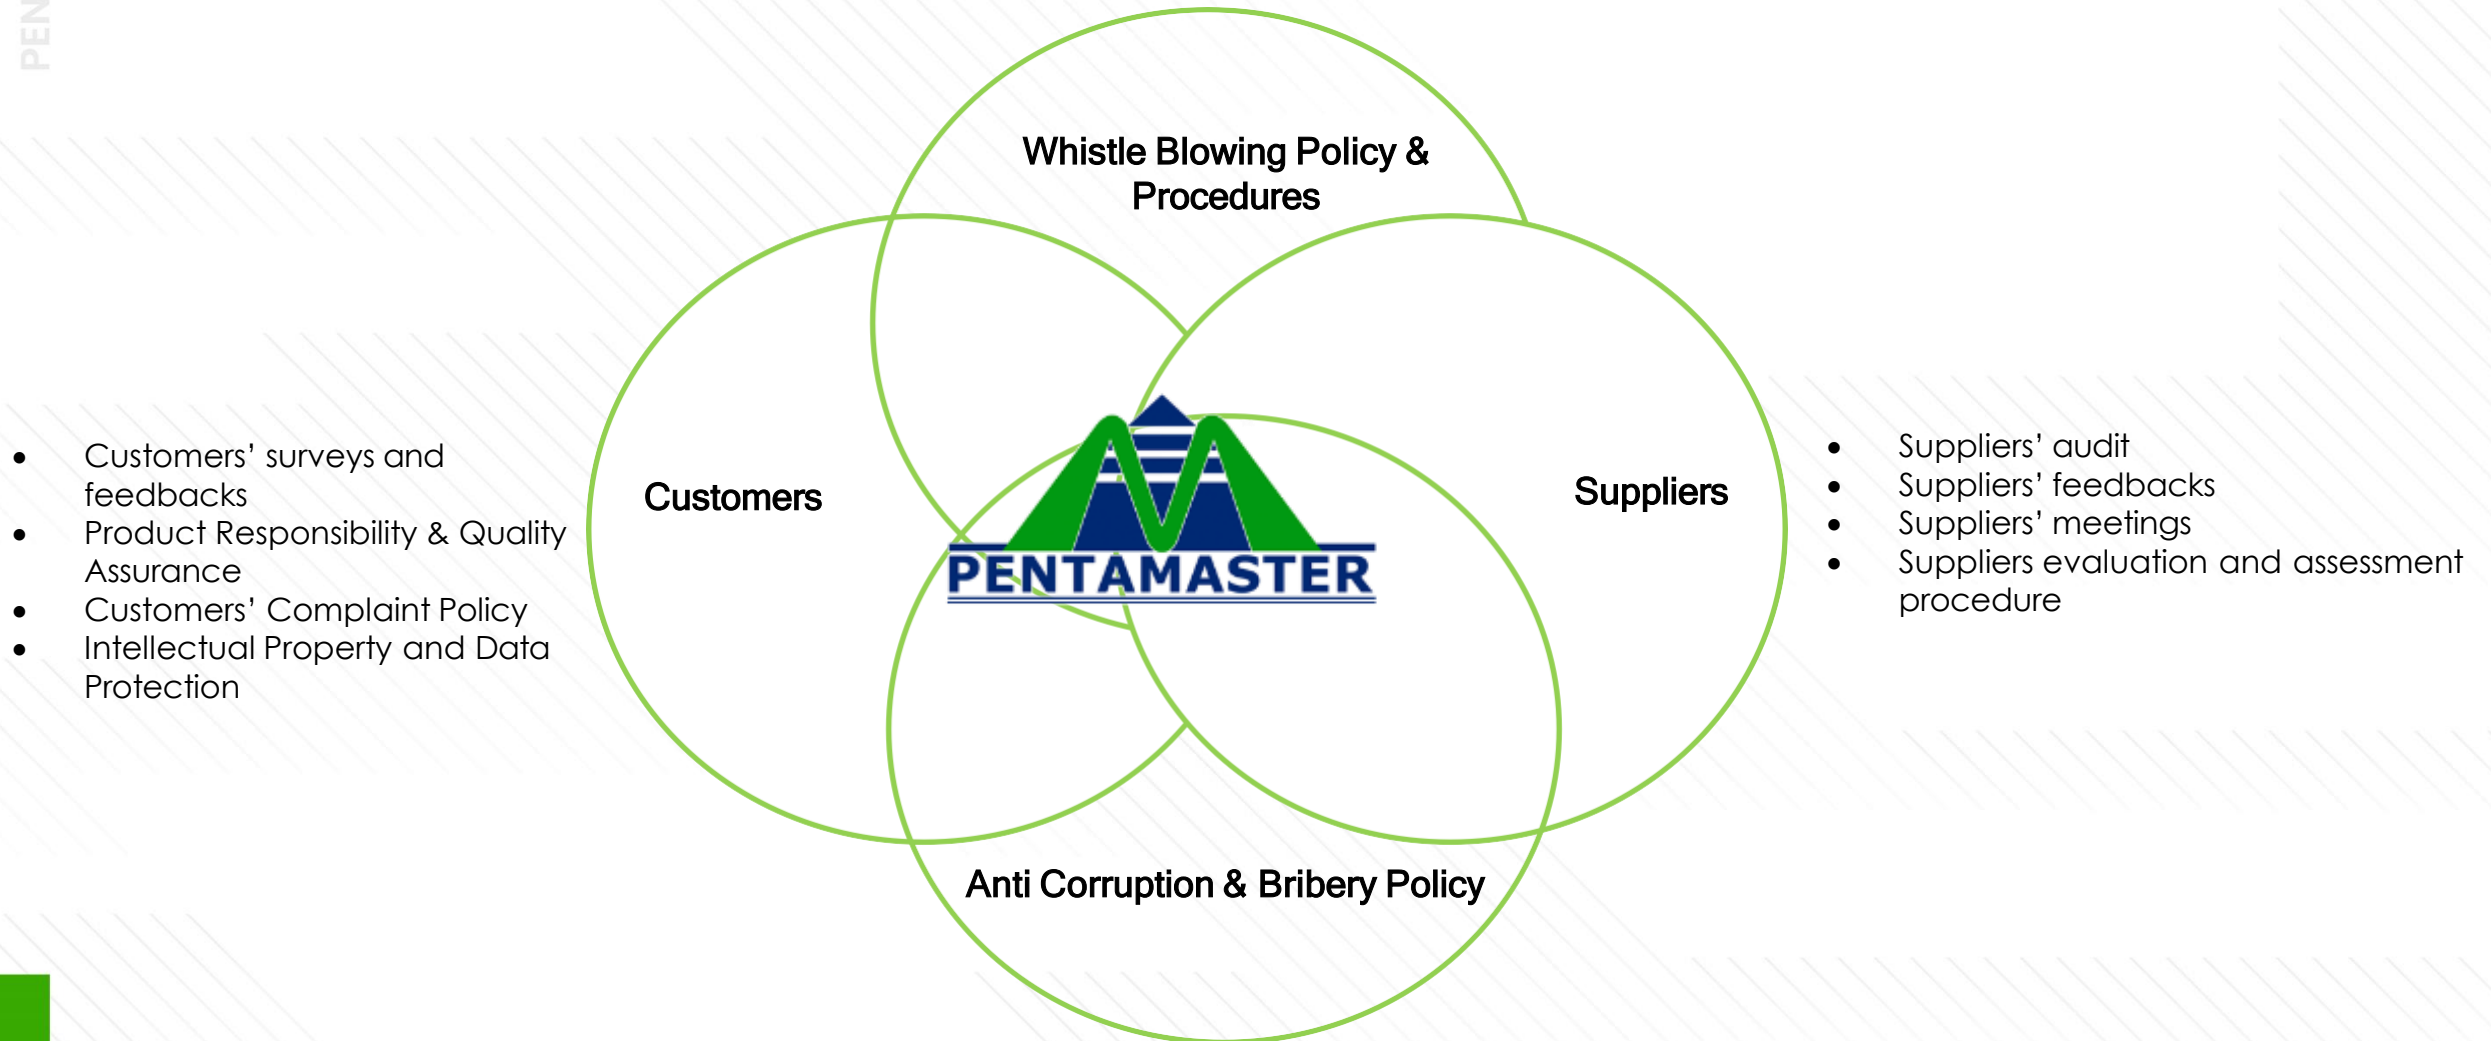 PEN
Whistle Blowing Policy &
Procedures
Customers
Suppliers
• Customers’ surveys and
feedbacks
• Product Responsibility & Quality
Assurance
• Customers’ Complaint Policy
• Intellectual Property and Data
Protection
PENTAMASTER
• Suppliers’ audit
• Suppliers’ feedbacks
• Suppliers’ meetings
• Suppliers evaluation and assessment
procedure
Anti Corruption & Bribery Policy